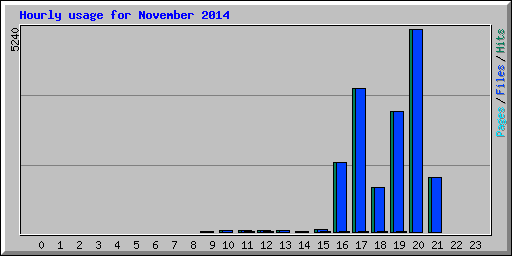 Hourly usage for November 2014
5240
Pages/Files/Hits
0 1 2 3 4 5 6 7 8 9 10 11 12 13 14 15 16 17 18 19 20 21 22 23